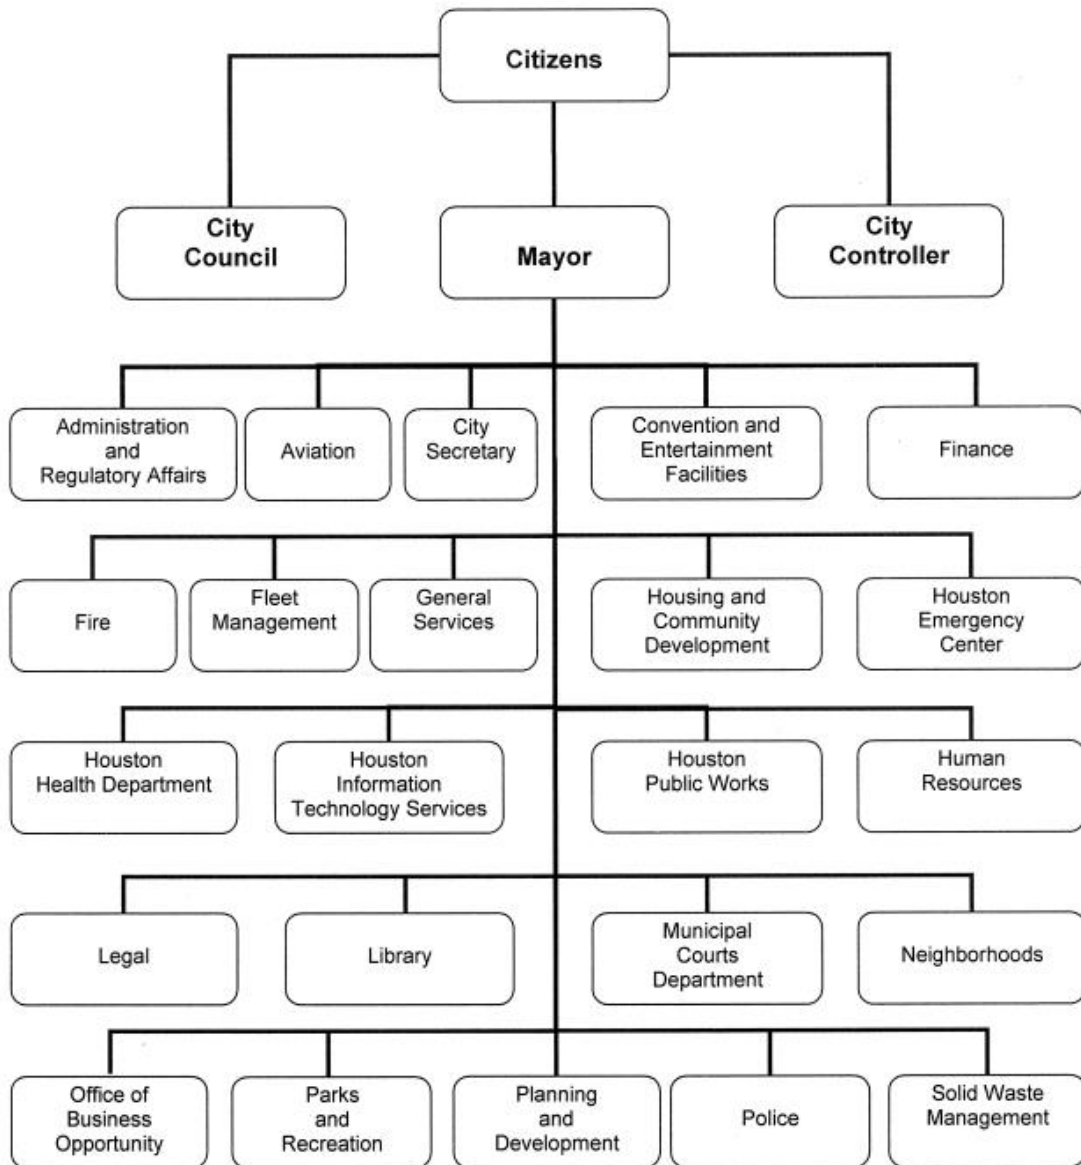 Citizens
City
Council
Mayor
City
Controller
Administration
and
Regulatory Affairs
Aviation
City
Secretary
Convention and
Entertainment
Facilities
Finance
Fire
Fleet
Management
General
Services
Housing and
Community
Development
Houston
Emergency
Center
Houston
Health Department
Houston
Information
Technology Services
Houston
Public Works
Human
Resources
Legal
Library
Municipal
Courts
Department
Neighborhoods
Office of
Business
Opportunity
Parks
and
Recreation
Planning
and
Development
Police
Solid Waste
Management